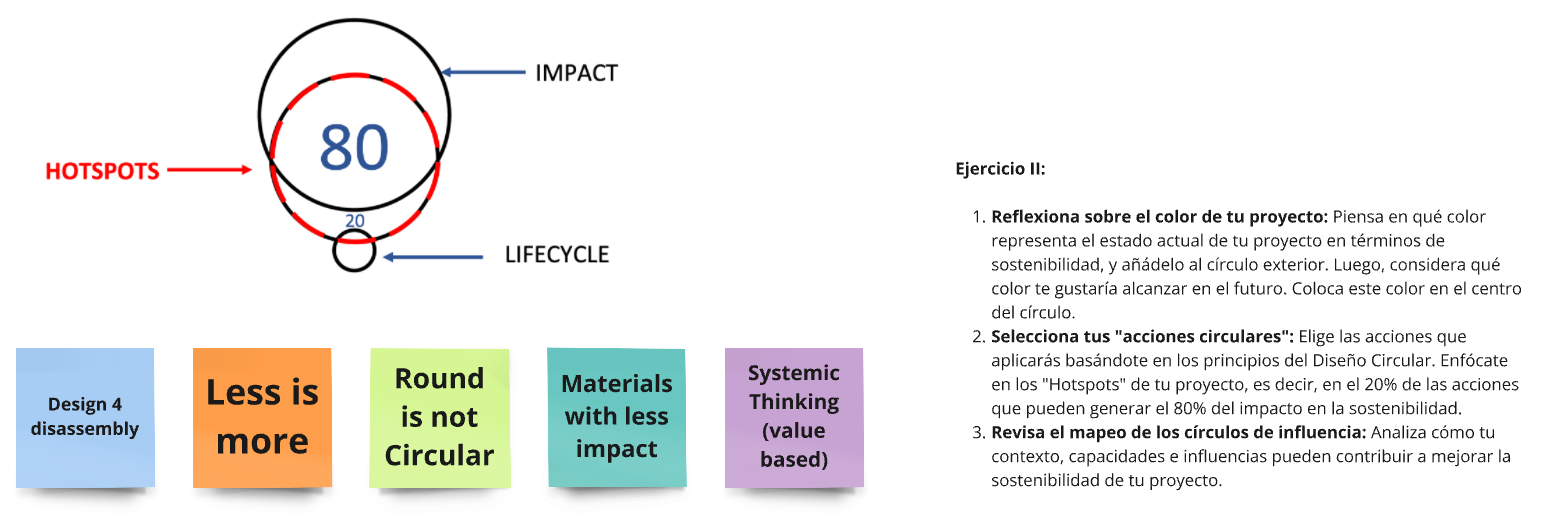 IMPACT
80
HOTSPOTS
20
LIFECYCLE
Design 4
disassembly
Less is
more
Round
is not
Circular
Materials
with less
impact
Systemic
Thinking
(value
based)
Ejercicio II:
1. Reflexiona sobre el color de tu proyecto: Piensa en qué color
representa el estado actual de tu proyecto en términos de
sostenibilidad, y añádelo al círculo exterior. Luego, considera qué
color te gustaría alcanzar en el futuro. Coloca este color en el centro
del círculo.
2. Selecciona tus "acciones circulares": Elige las acciones que
aplicarás basándote en los principios del Diseño Circular. Enfócate
en los "Hotspots" de tu proyecto, es decir, en el 20% de las acciones
que pueden generar el 80% del impacto en la sostenibilidad.
3. Revisa el mapeo de los círculos de influencia: Analiza cómo tu
contexto, capacidades e influencias pueden contribuir a mejorar la
sostenibilidad de tu proyecto.